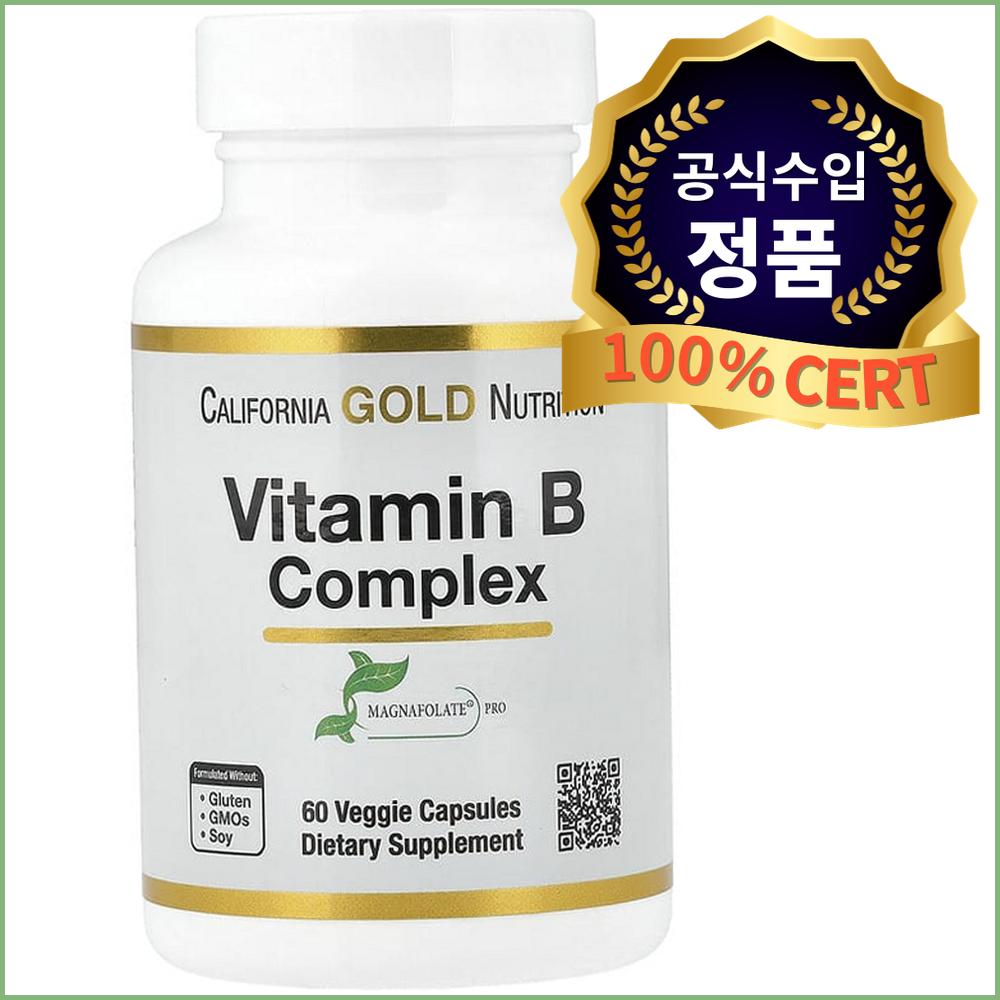 공식수입
정품
100% CERT
CALIFORNIA GOLD NUTRITION
Vitamin B
Complex
MAGNAFOLATE® PRO
Formulated Without:
• Gluten
• GMOs
• Soy
60 Veggie Capsules
Dietary Supplement